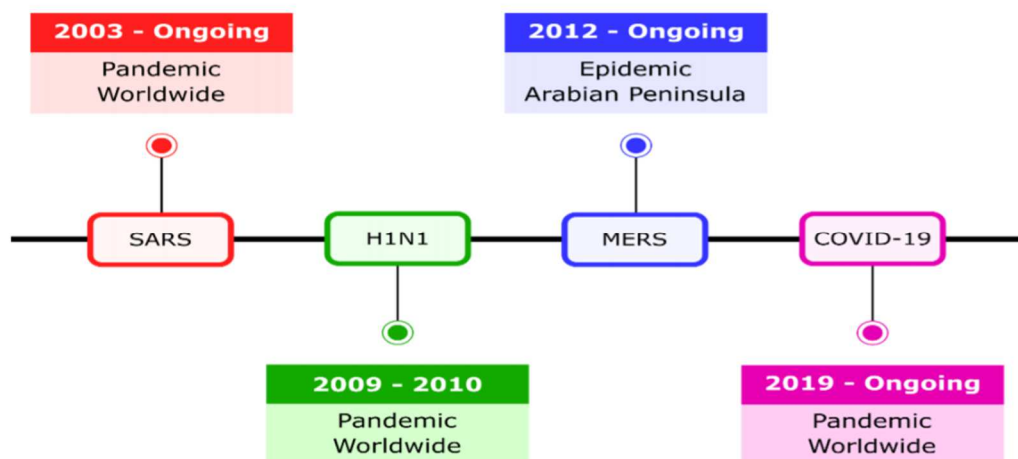 2003 - Ongoing
Pandemic
Worldwide
2012 - Ongoing
Epidemic
Arabian Peninsula
SARS
H1N1
MERS
COVID-19
2009 - 2010
Pandemic
Worldwide
2019 - Ongoing
Pandemic
Worldwide